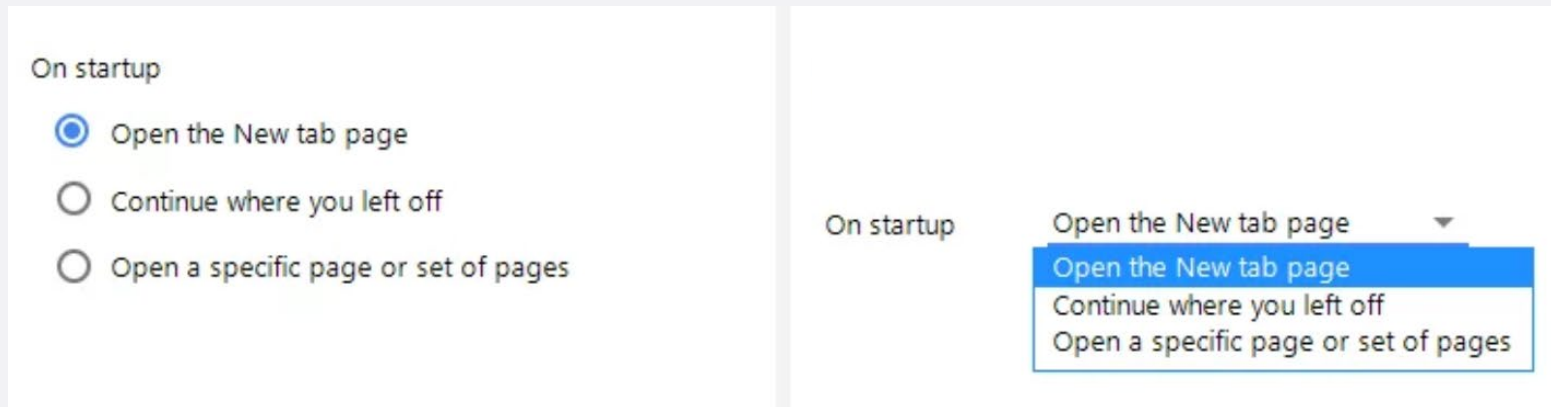 On startup
Open the New tab page
Continue where you left off
Open a specific page or set of pages
On startup Open the New tab page
Open the New tab page
Continue where you left off
Open a specific page or set of pages